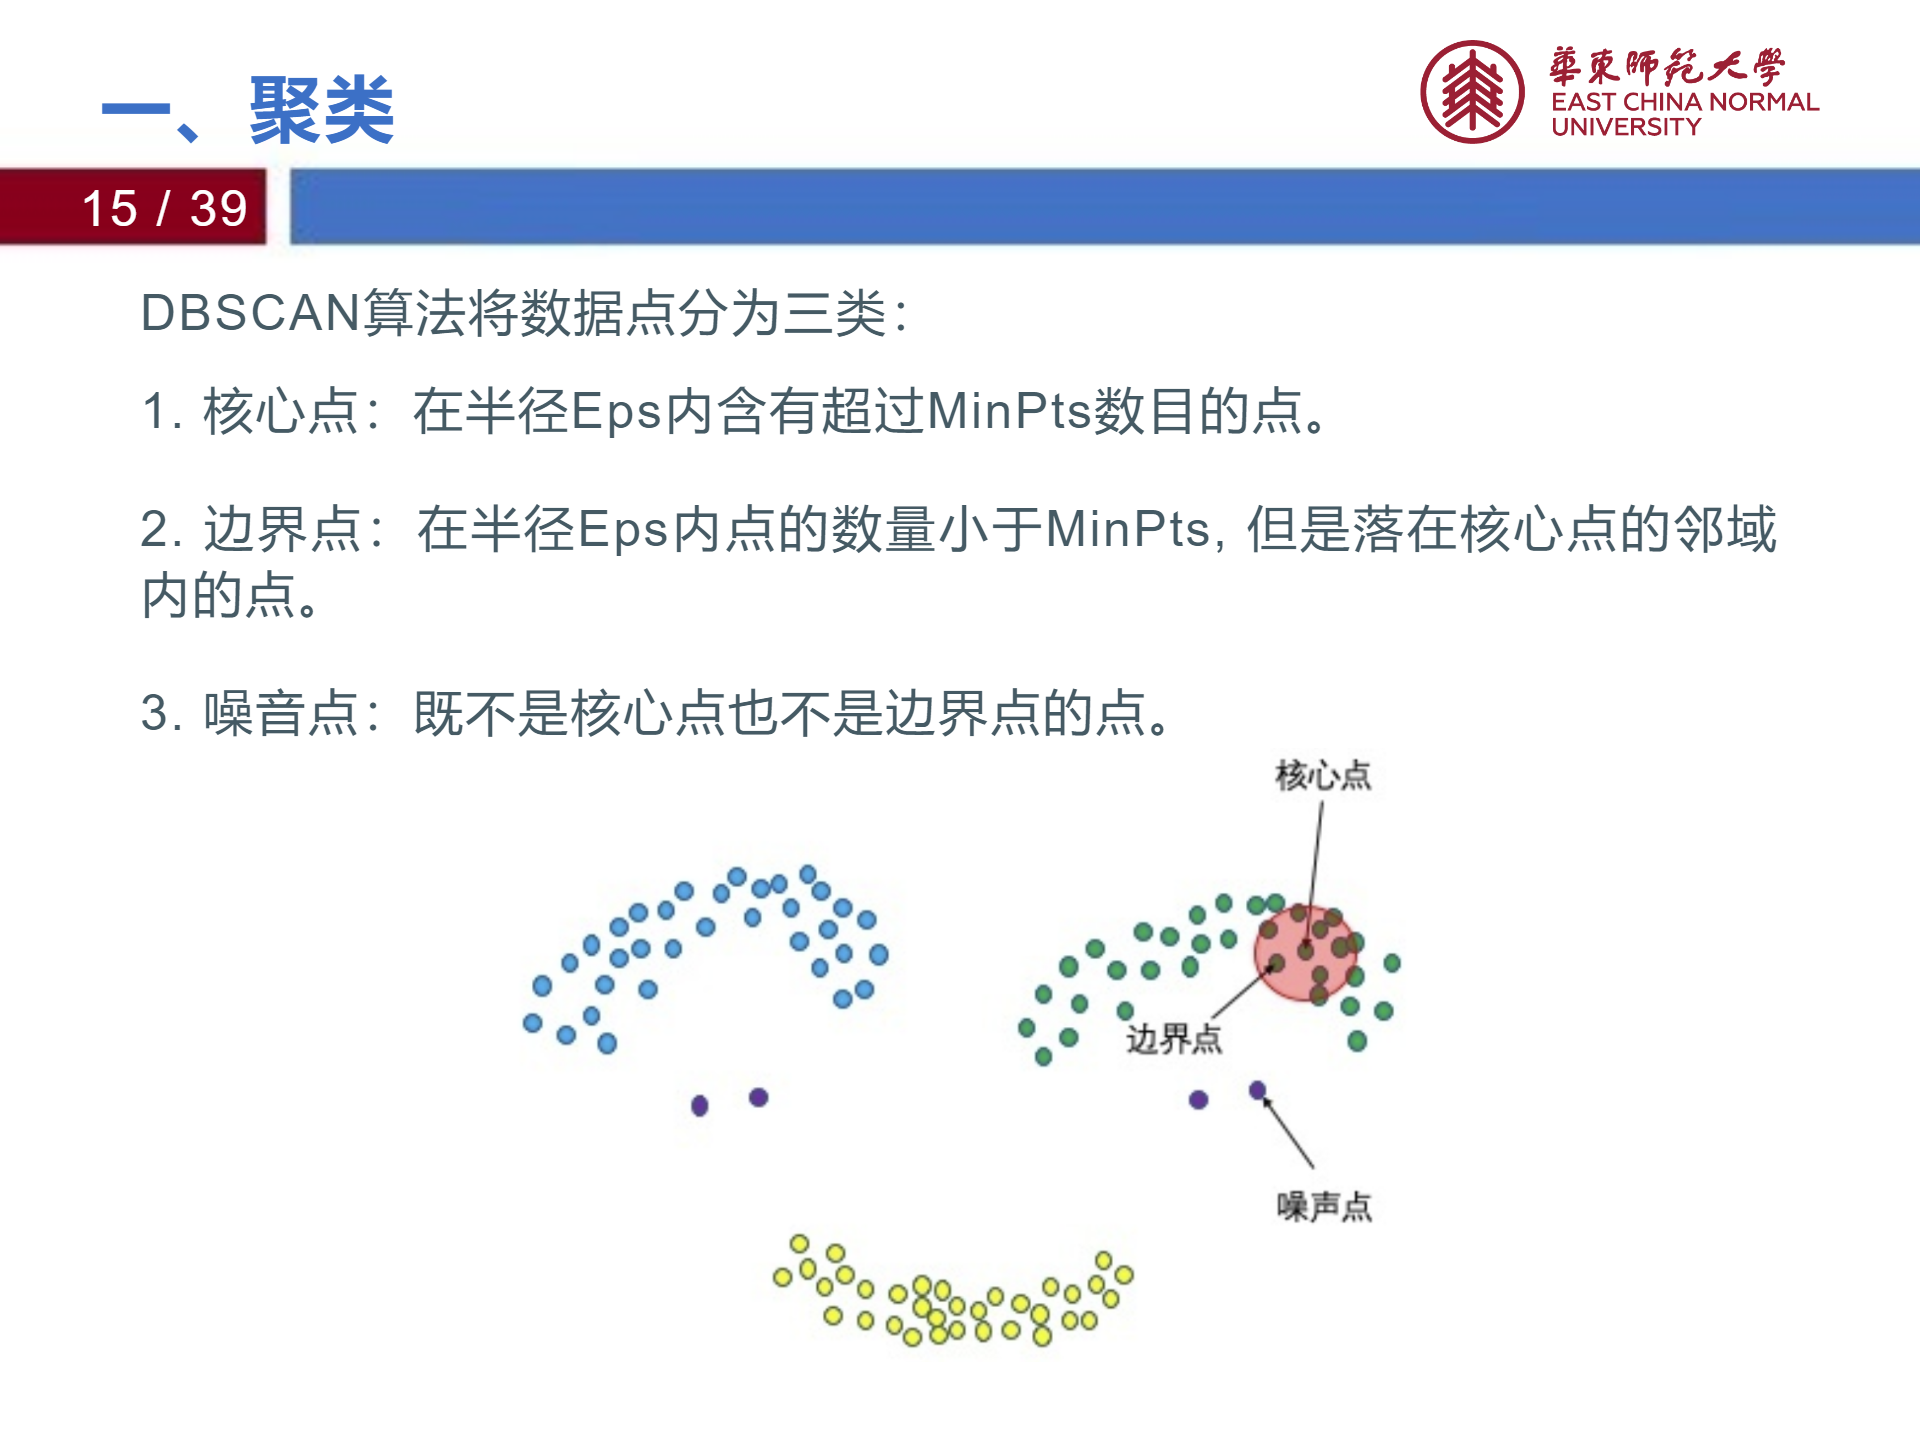 一、聚类
華東師範大學
EAST CHINA NORMAL
UNIVERSITY
15 / 39
DBSCAN算法将数据点分为三类：
1. 核心点：在半径Eps内含有超过MinPts数目的点。
2. 边界点：在半径Eps内点的数量小于MinPts, 但是落在核心点的邻域
内的点。
3. 噪音点：既不是核心点也不是边界点的点。
核心点
边界点
噪声点